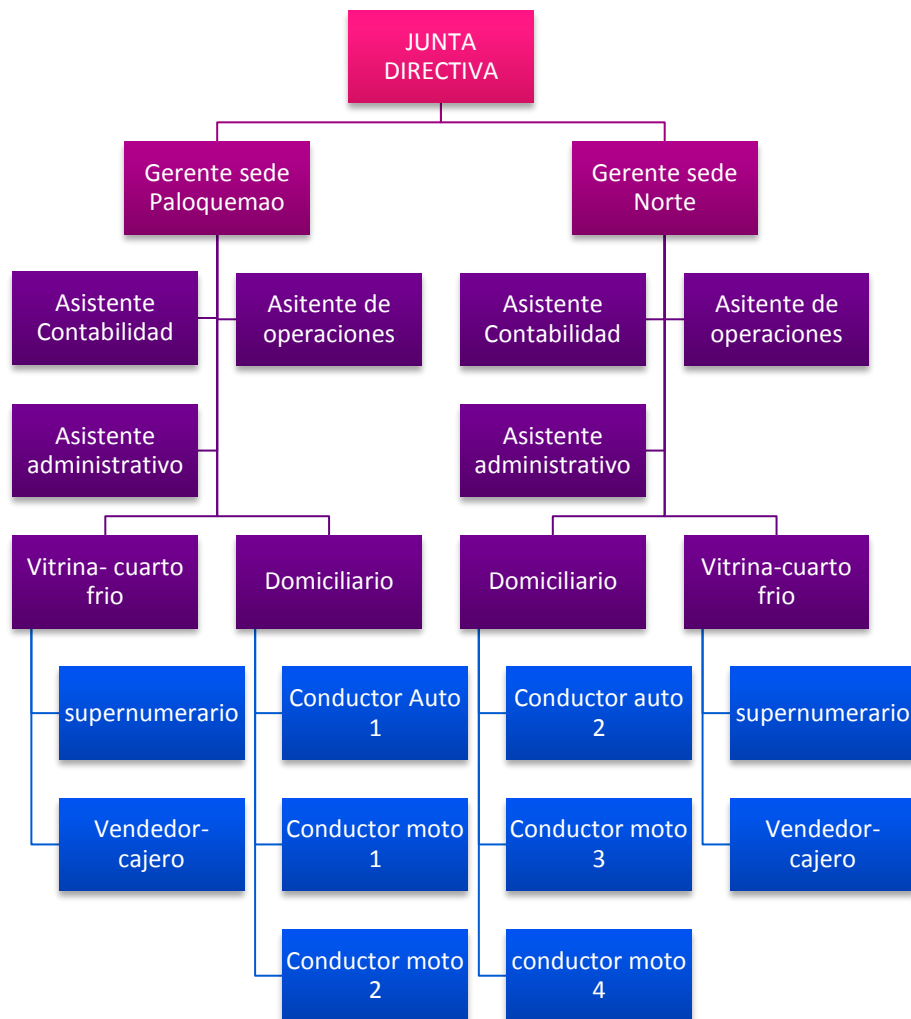 JUNTA
DIRECTIVA
Gerente sede
Paloquemao
Gerente sede
Norte
Asistente
Contabilidad
Asitente de
operaciones
Asistente
Contabilidad
Asitente de
operaciones
Asistente
administrativo
Asistente
administrativo
Vitrina- cuarto
frio
Domiciliario
Domiciliario
Vitrina-cuarto
frio
supernumerario
Conductor Auto
1
Conductor auto
2
supernumerario
Vendedor-
cajero
Conductor moto
1
Conductor moto
3
Vendedor-
cajero
Conductor moto
2
conductor moto
4